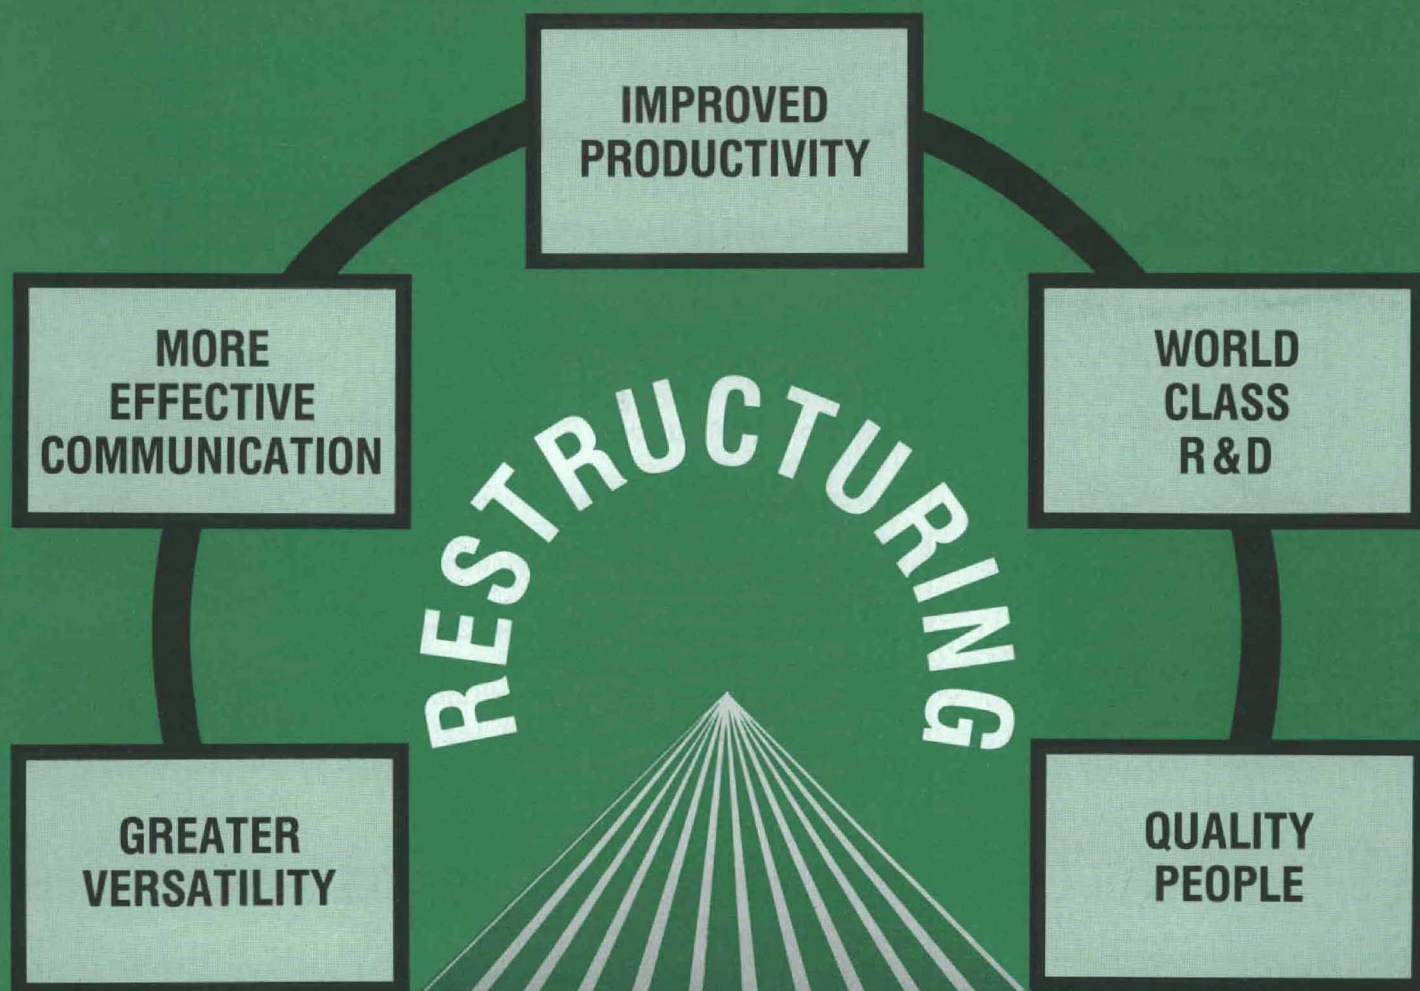 IMPROVED
PRODUCTIVITY
MORE
EFFECTIVE
COMMUNICATION
WORLD
CLASS
R & D
RESTRUCTURING
GREATER
VERSATILITY
QUALITY
PEOPLE